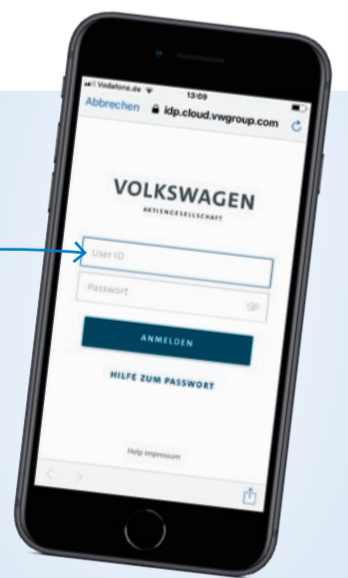 Vodafone.de 13:09
Abbrechen idp.cloud.vwgroup.com
VOLKSWAGEN
AKTIENGESELLSCHAFT
User ID
Passwort
ANMELDEN
HILFE ZUM PASSWORT
Help Impressum